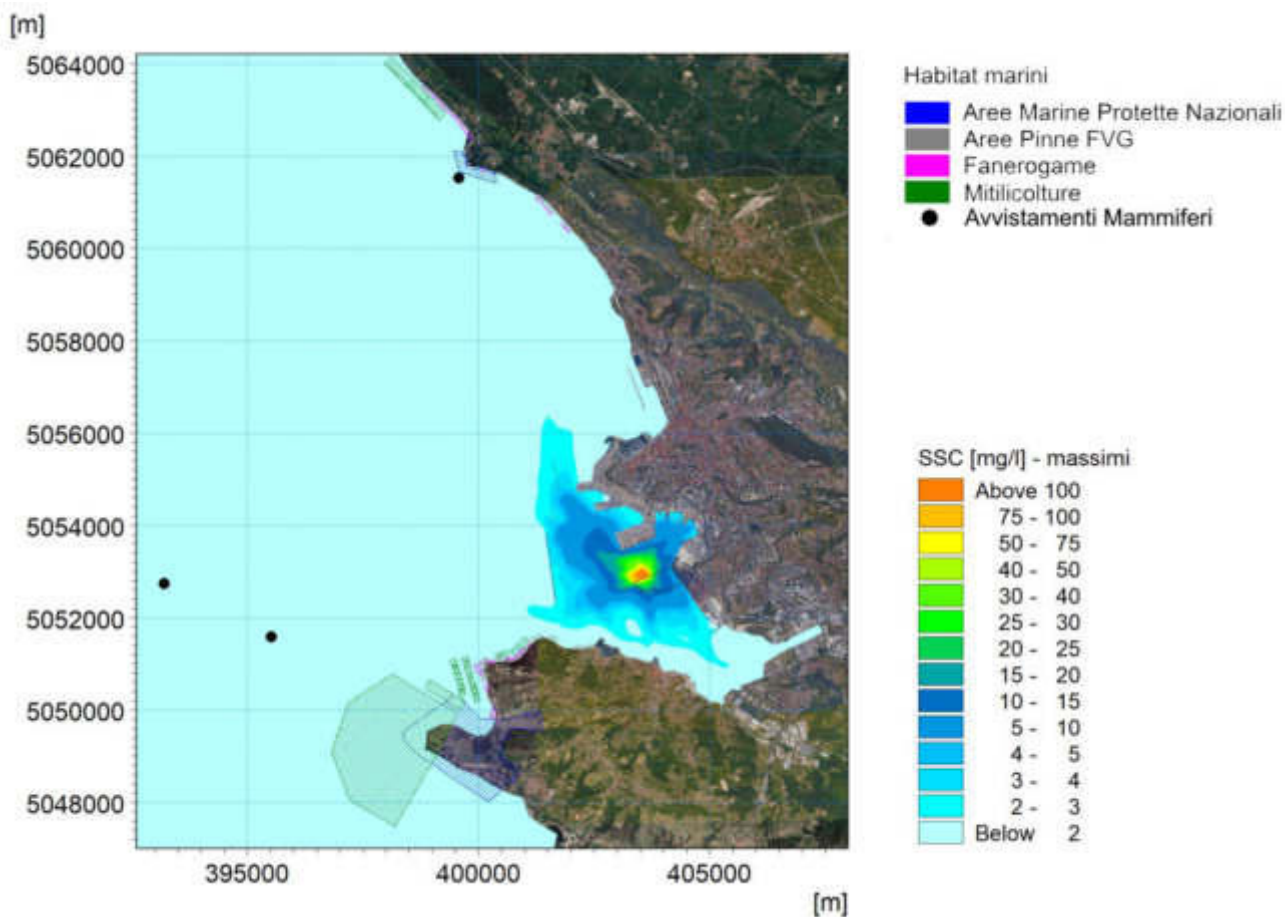 [m]
5064000
5062000
5060000
5058000
5056000
5054000
5052000
5050000
5048000
395000
400000
405000
[m]
Habitat marini
Aree Marine Protette Nazionali
Aree Pinne FVG
Fanerogame
Mitilicolture
Avvistamenti Mammiferi
SSC [mg/l] - massimi
Above 100
75 - 100
50 - 75
40 - 50
30 - 40
25 - 30
20 - 25
15 - 20
10 - 15
5 - 10
4 - 5
3 - 4
2 - 3
Below 2